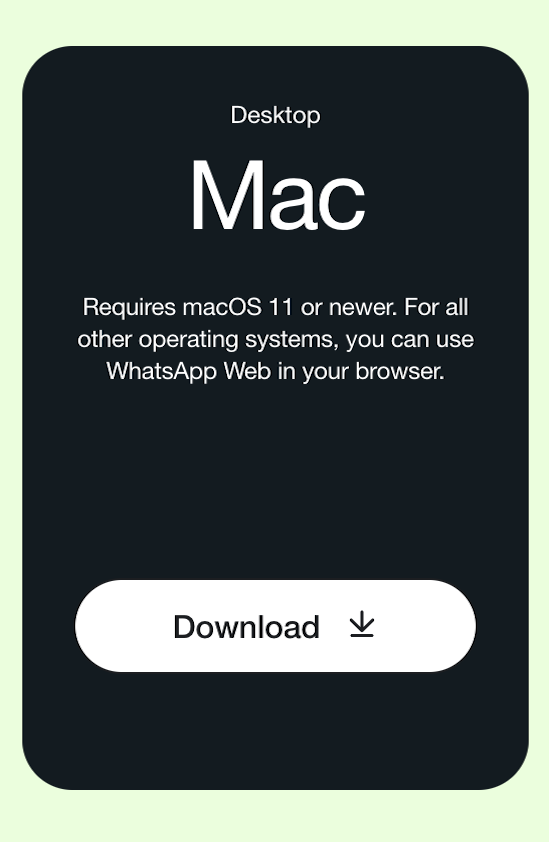 Desktop
Mac
Requires macOS 11 or newer. For all
other operating systems, you can use
WhatsApp Web in your browser.
Download